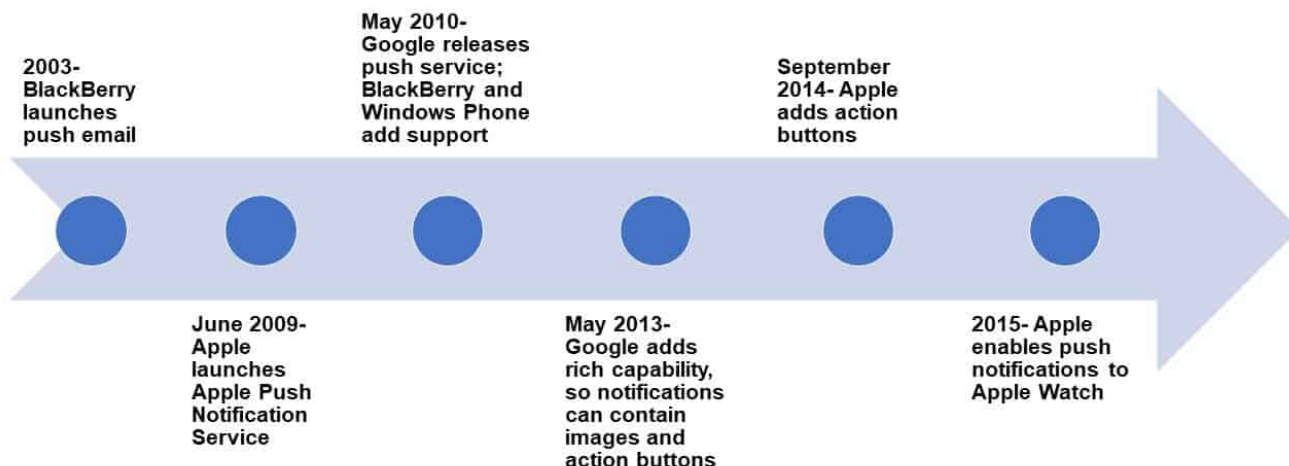 2003-
BlackBerry
launches
push email
June 2009-
Apple
launches
Apple Push
Notification
Service
May 2010-
Google releases
push service;
BlackBerry and
Windows Phone
add support
May 2013-
Google adds
rich capability,
so notifications
can contain
images and
action buttons
September
2014- Apple
adds action
buttons
2015- Apple
enables push
notifications to
Apple Watch